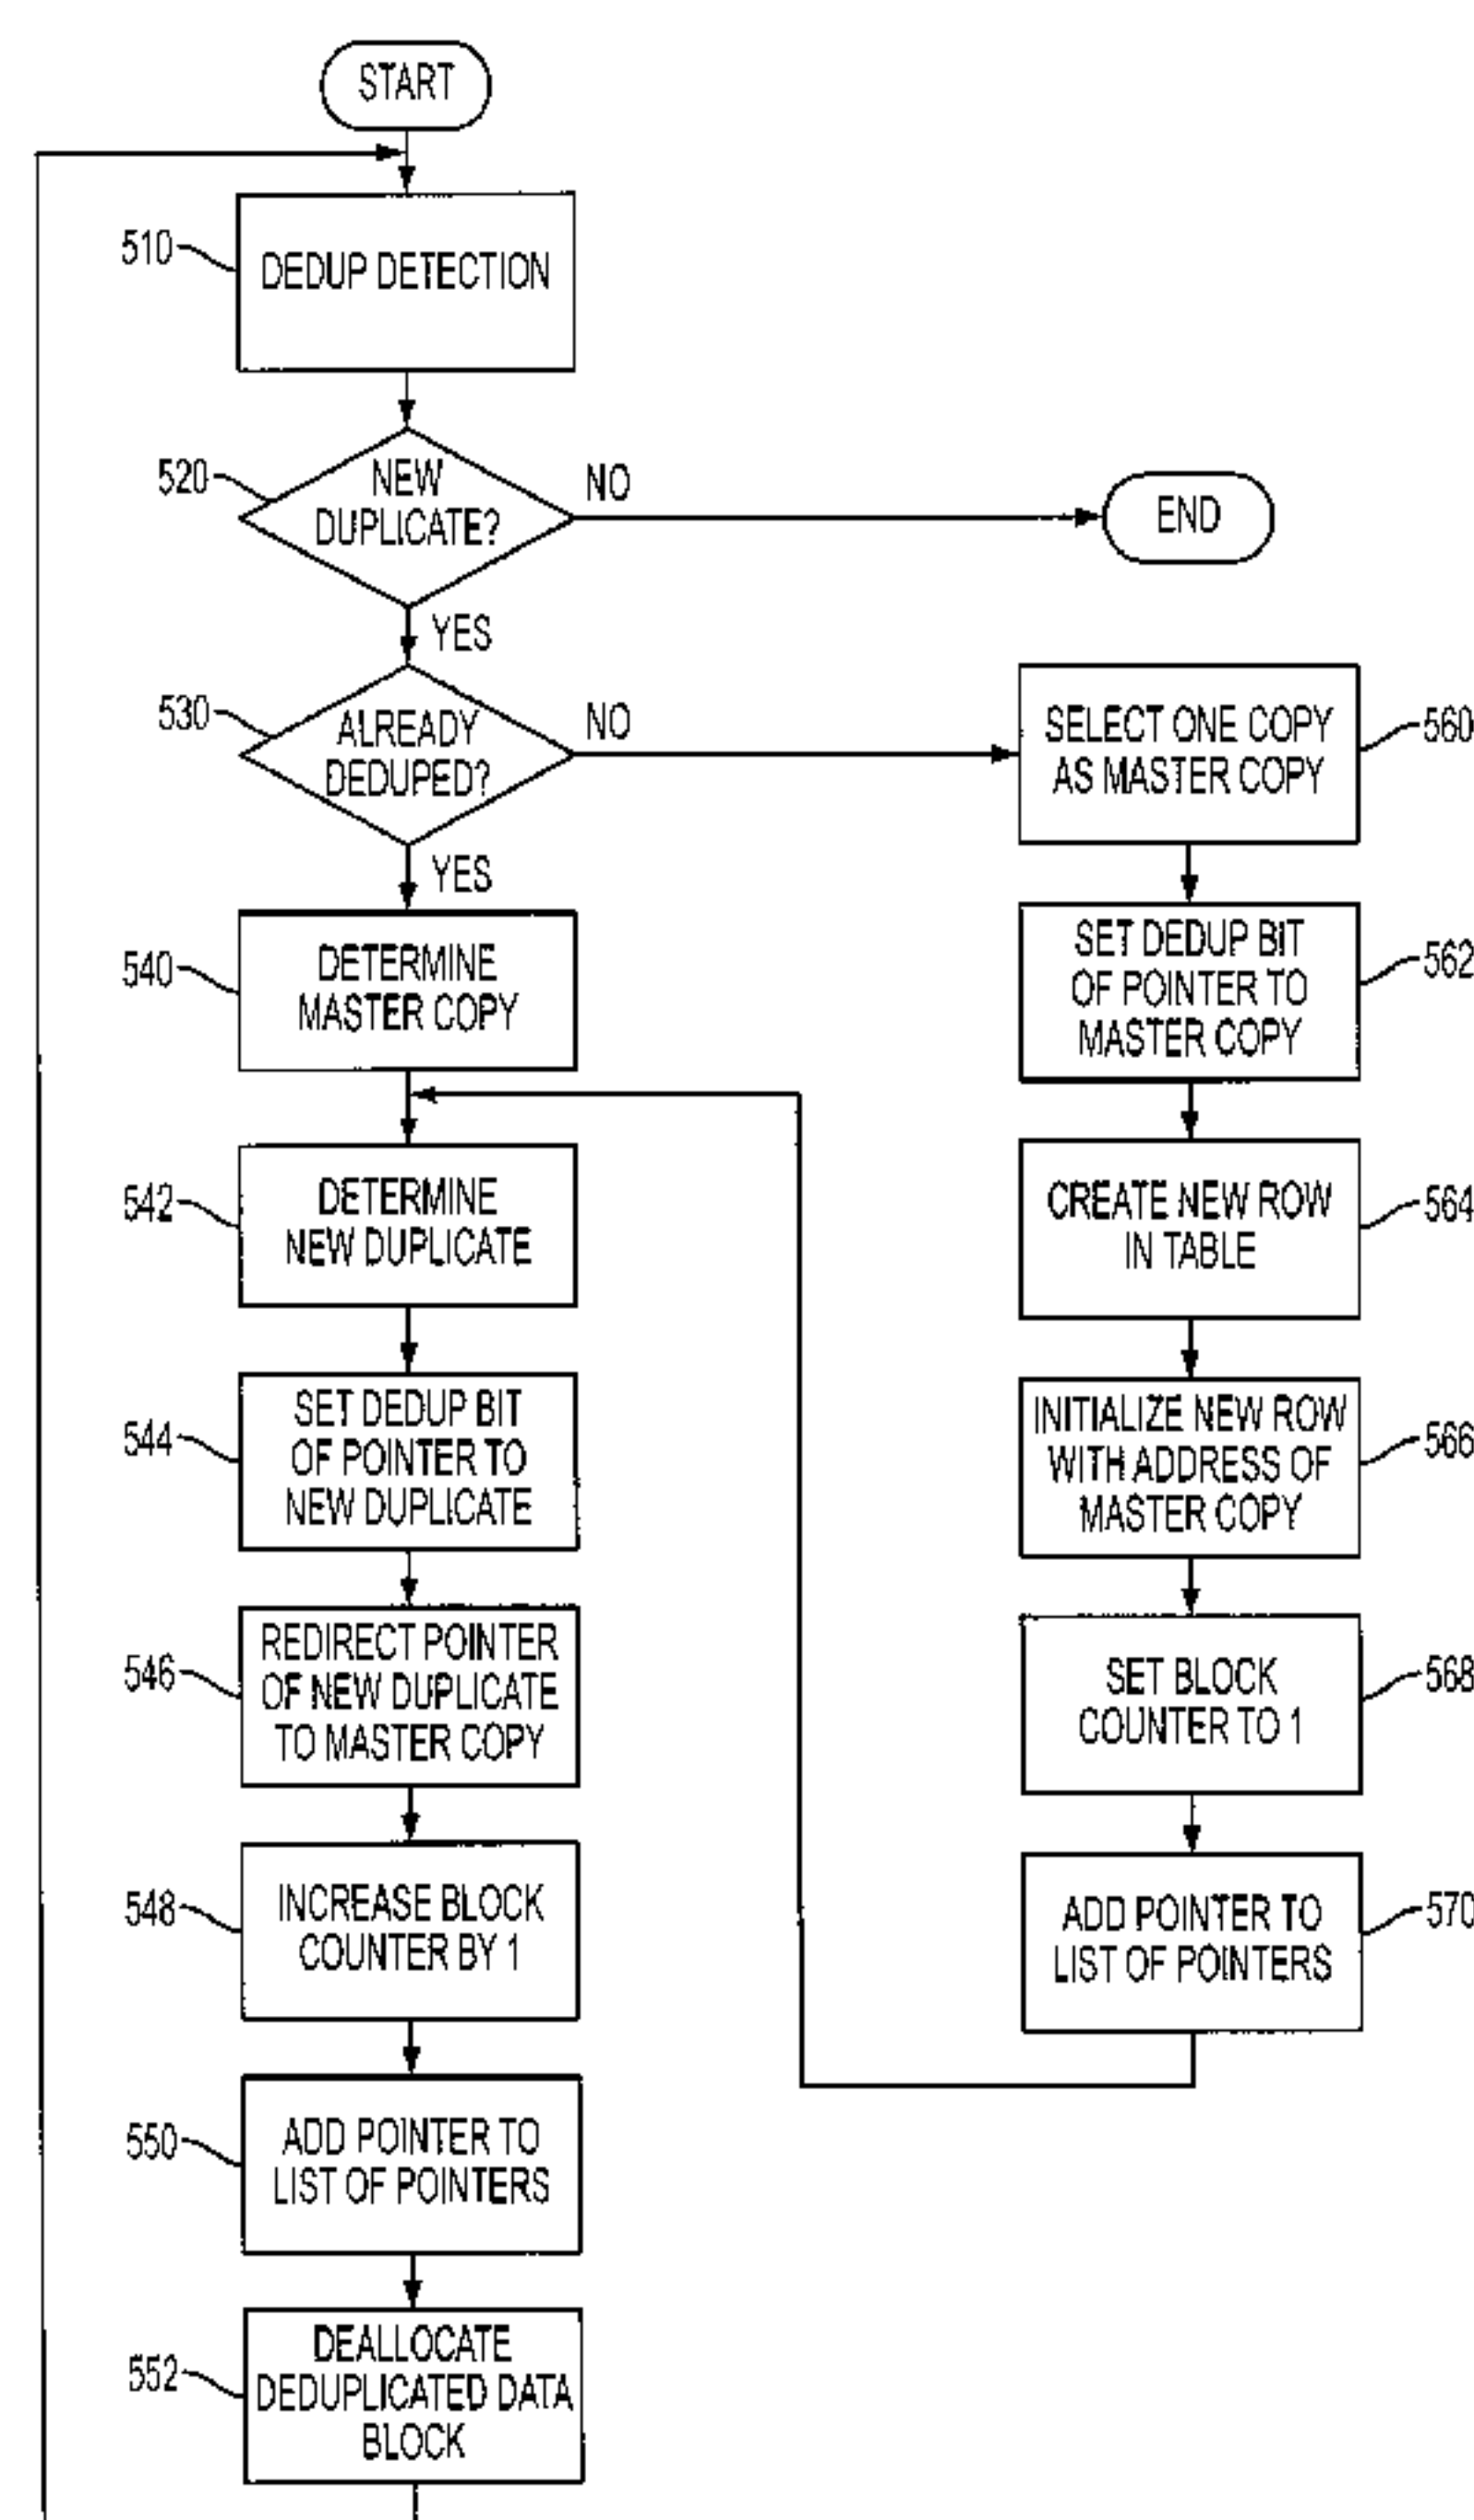 START
510
DEDUP DETECTION
520
NEW
DUPLICATE?
NO
END
YES
530
ALREADY
DEDUPED?
NO
YES
540
DETERMINE
MASTER COPY
542
DETERMINE
NEW DUPLICATE
544
SET DEDUP BIT
OF POINTER TO
NEW DUPLICATE
546
REDIRECT POINTER
OF NEW DUPLICATE
TO MASTER COPY
548
INCREASE BLOCK
COUNTER BY 1
550
ADD POINTER TO
LIST OF POINTERS
552
DEALLOCATE
DEDUPLICATED DATA
BLOCK
SELECT ONE COPY
AS MASTER COPY
560
SET DEDUP BIT
OF POINTER TO
MASTER COPY
562
CREATE NEW ROW
IN TABLE
564
INITIALIZE NEW ROW
WITH ADDRESS OF
MASTER COPY
566
SET BLOCK
COUNTER TO 1
568
ADD POINTER TO
LIST OF POINTERS
570